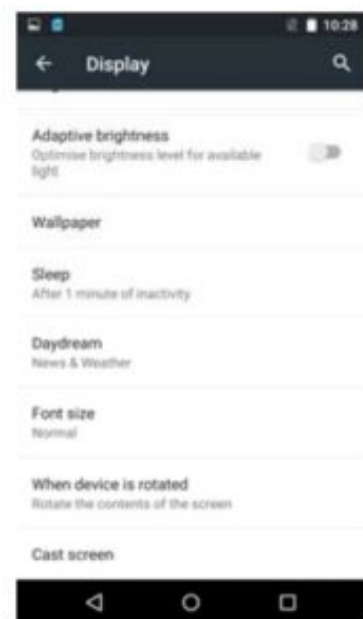 10:28
Display
Adaptive brightness
Optimise brightness level for available
light
Wallpaper
Sleep
After 1 minute of inactivity
Daydream
News & Weather
Font size
Normal
When device is rotated
Rotate the contents of the screen
Cast screen